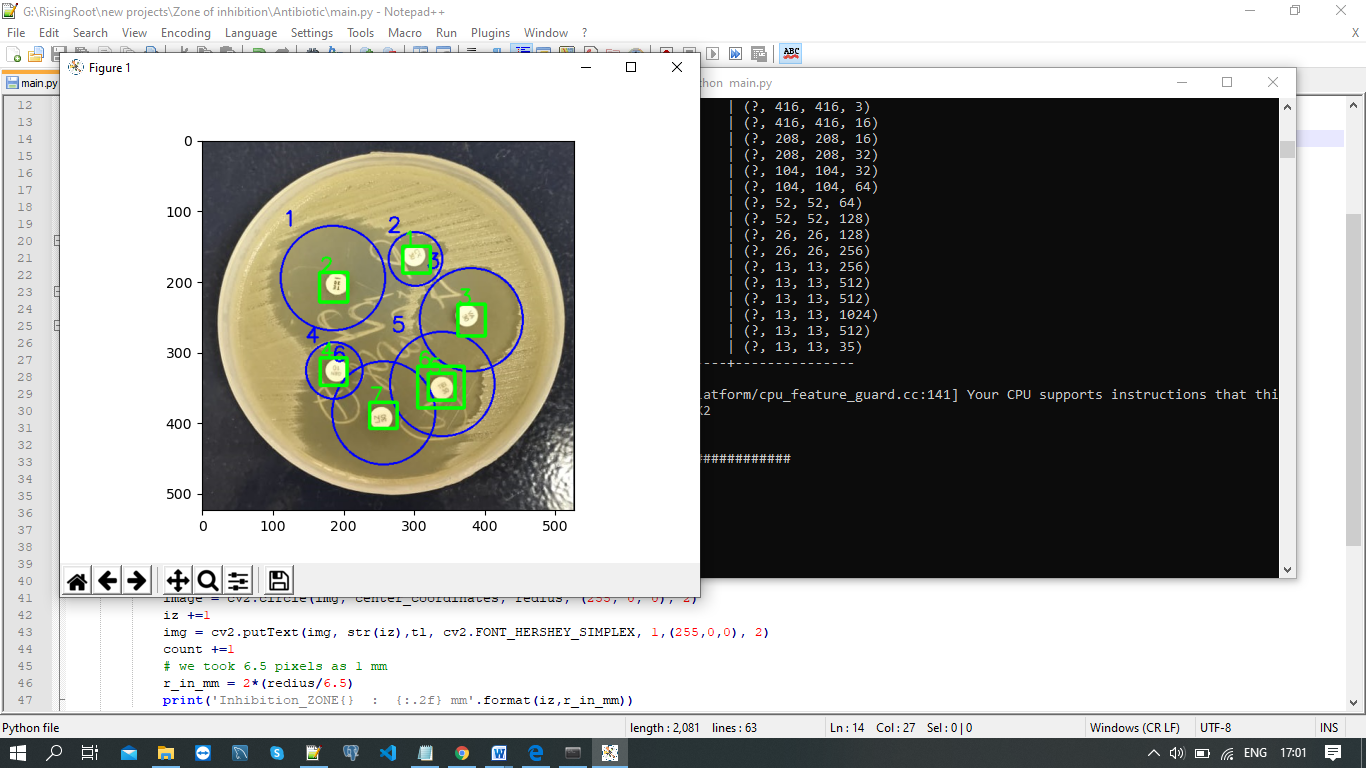 G:\RisingRoot\new projects\Zone of inhibition\Antibiotic\main.py - Notepad++
File Edit Search View Encoding Language Settings Tools Macro Run Plugins Window ? X
ABC
main.py
Figure 1
main.py
12
13
14
15
16
17
18
19
20
21
22
23
24
25
26
27
28
29
30
31
32
33
34
35
36
37
38
39
40
41
42
43
44
45
46
47
0
100
200
300
400
500
0 100 200 300 400 500
1
2
3
4
5
6
2
3
7
| (?, 416, 416, 3)
| (?, 416, 416, 16)
| (?, 208, 208, 16)
| (?, 208, 208, 32)
| (?, 104, 104, 32)
| (?, 104, 104, 64)
| (?, 52, 52, 64)
| (?, 52, 52, 128)
| (?, 26, 26, 128)
| (?, 26, 26, 256)
| (?, 13, 13, 256)
| (?, 13, 13, 512)
| (?, 13, 13, 512)
| (?, 13, 13, 1024)
| (?, 13, 13, 512)
| (?, 13, 13, 35)
---+---------------
latform/cpu_feature_guard.cc:141] Your CPU supports instructions that thi
###########
image = cv2.circle(img, center_coordinates, redius, (255, 0, 0), 2)
iz +=1
img = cv2.putText(img, str(iz),tl, cv2.FONT_HERSHEY_SIMPLEX, 1,(255,0,0), 2)
count +=1
# we took 6.5 pixels as 1 mm
r_in_mm = 2*(redius/6.5)
print('Inhibition_ZONE{} : {:.2f} mm'.format(iz,r_in_mm))
Python file length : 2,081 lines : 63 Ln : 14 Col : 27 Sel : 0 | 0 Windows (CR LF) UTF-8 INS
ENG 17:01